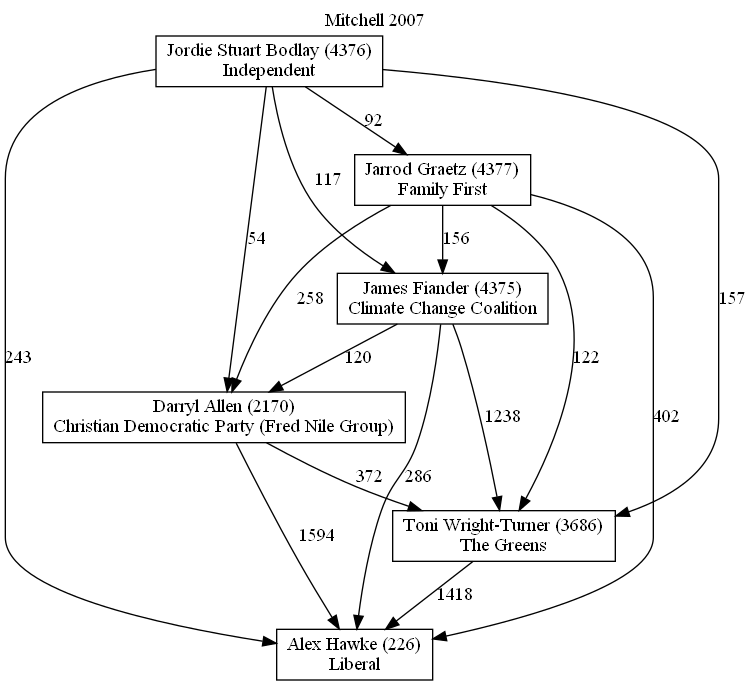 Mitchell 2007
Jordie Stuart Bodlay (4376)
Independent
92
Jarrod Graetz (4377)
Family First
117
54
156
James Fiander (4375)
Climate Change Coalition
258
157
243
120
122
Darryl Allen (2170)
Christian Democratic Party (Fred Nile Group)
1238
402
372
286
Toni Wright-Turner (3686)
The Greens
1594
1418
Alex Hawke (226)
Liberal